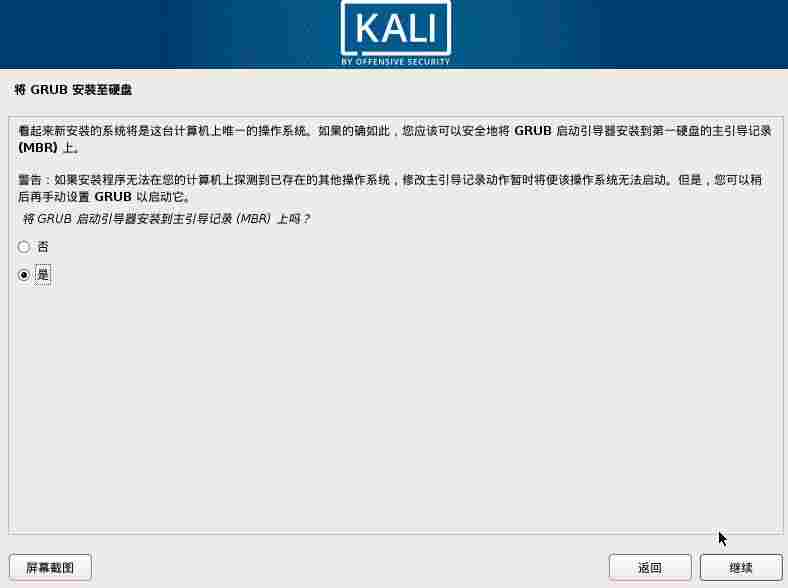 KALI
BY OFFENSIVE SECURITY
将 GRUB 安装至硬盘
看起来新安装的系统将是这台计算机上唯一的操作系统。如果的确如此，您应该可以安全地将 GRUB 启动引导器安装到第一硬盘的主引导记录
(MBR) 上。
警告：如果安装程序无法在您的计算机上探测到已存在的其他操作系统，修改主引导记录动作暂时将使该操作系统无法启动。但是，您可以稍
后再手动设置 GRUB 以启动它。
将 GRUB 启动引导器安装到主引导记录 (MBR) 上吗？
否
是
屏幕截图
返回
继续